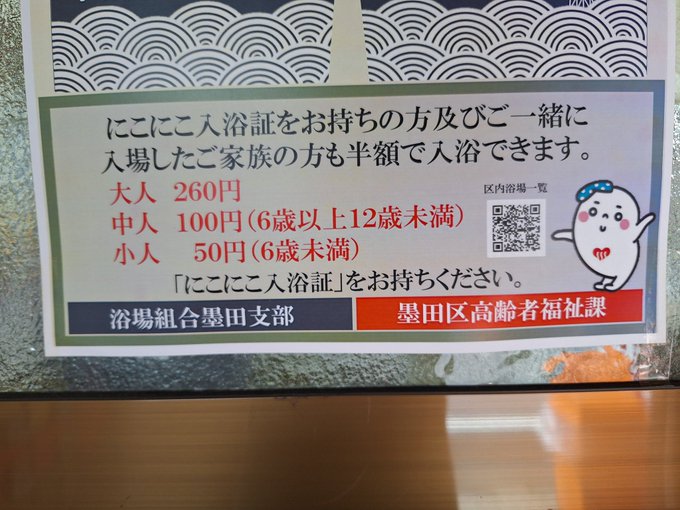 にこにこ入浴証をお持ちの方及びご一緒に
入場したご家族の方も半額で入浴できます。
大人 260円
中人 100円(6歳以上12歳未満)
小人 50円(6歳未満)
区内浴場一覧
「にこにこ入浴証」をお持ちください。
浴場組合墨田支部
墨田区高齢者福祉課